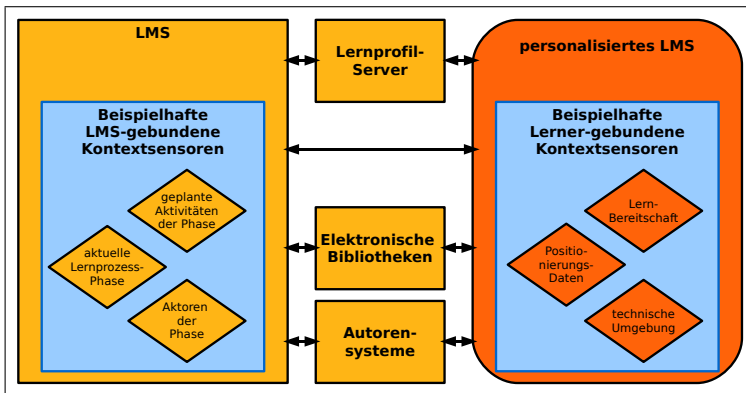 LMS
Beispielhafte
LMS-gebundene
Kontextsensoren
geplante
Aktivitäten
der Phase
aktuelle
Lernprozess-
Phase
Aktoren
der
Phase
Lernprofil-
Server
Elektronische
Bibliotheken
Autoren-
systeme
personalisiertes LMS
Beispielhafte
Lerner-gebundene
Kontextsensoren
Lern-
Bereitschaft
Positio-
nierungs-
Daten
technische
Umgebung